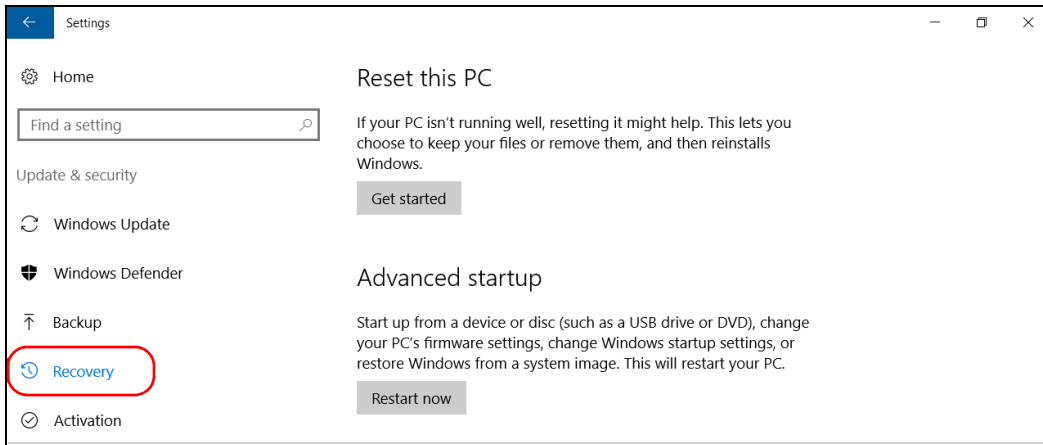 Settings
Home
Find a setting
Update & security
Windows Update
Windows Defender
Backup
Recovery
Activation
Reset this PC
If your PC isn't running well, resetting it might help. This lets you
choose to keep your files or remove them, and then reinstalls
Windows.
Get started
Advanced startup
Start up from a device or disc (such as a USB drive or DVD), change
your PC's firmware settings, change Windows startup settings, or
restore Windows from a system image. This will restart your PC.
Restart now